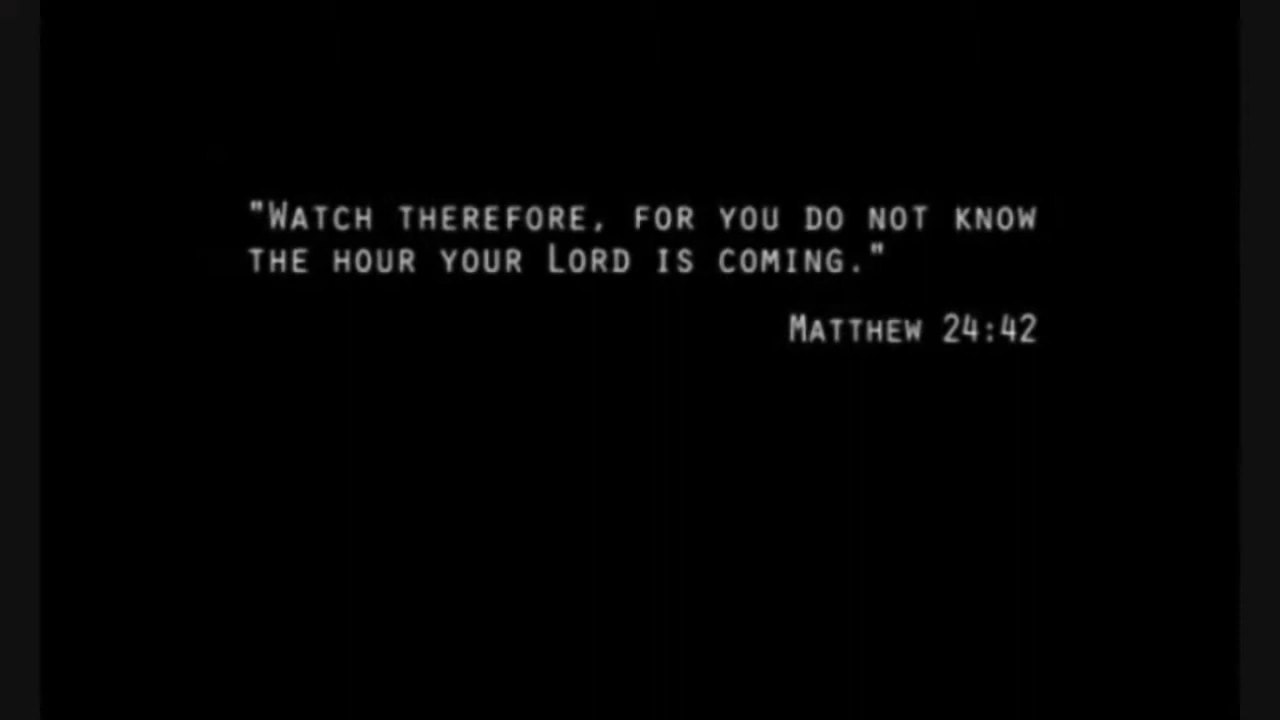 "Watch therefore, for you do not know
the hour your Lord is coming."
Matthew 24:42